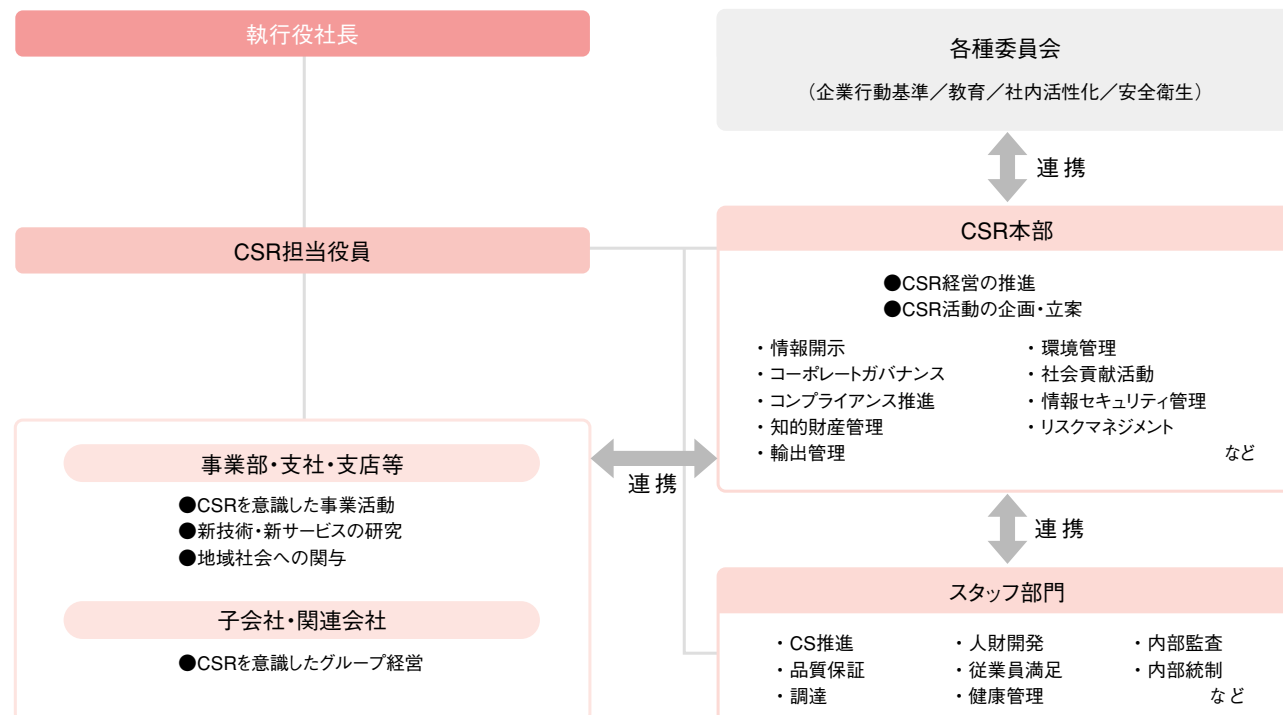 執行役社長
各種委員会
（企業行動基準／教育／社内活性化／安全衛生）
連携
CSR担当役員
CSR本部
●CSR経営の推進
●CSR活動の企画・立案
・情報開示
・コーポレートガバナンス
・コンプライアンス推進
・知的財産管理
・輸出管理
・環境管理
・社会貢献活動
・情報セキュリティ管理
・リスクマネジメント
など
連携
事業部・支社・支店等
●CSRを意識した事業活動
●新技術・新サービスの研究
●地域社会への関与
子会社・関連会社
●CSRを意識したグループ経営
連携
スタッフ部門
・CS推進
・品質保証
・調達
・人財開発
・従業員満足
・健康管理
・内部監査
・内部統制
など